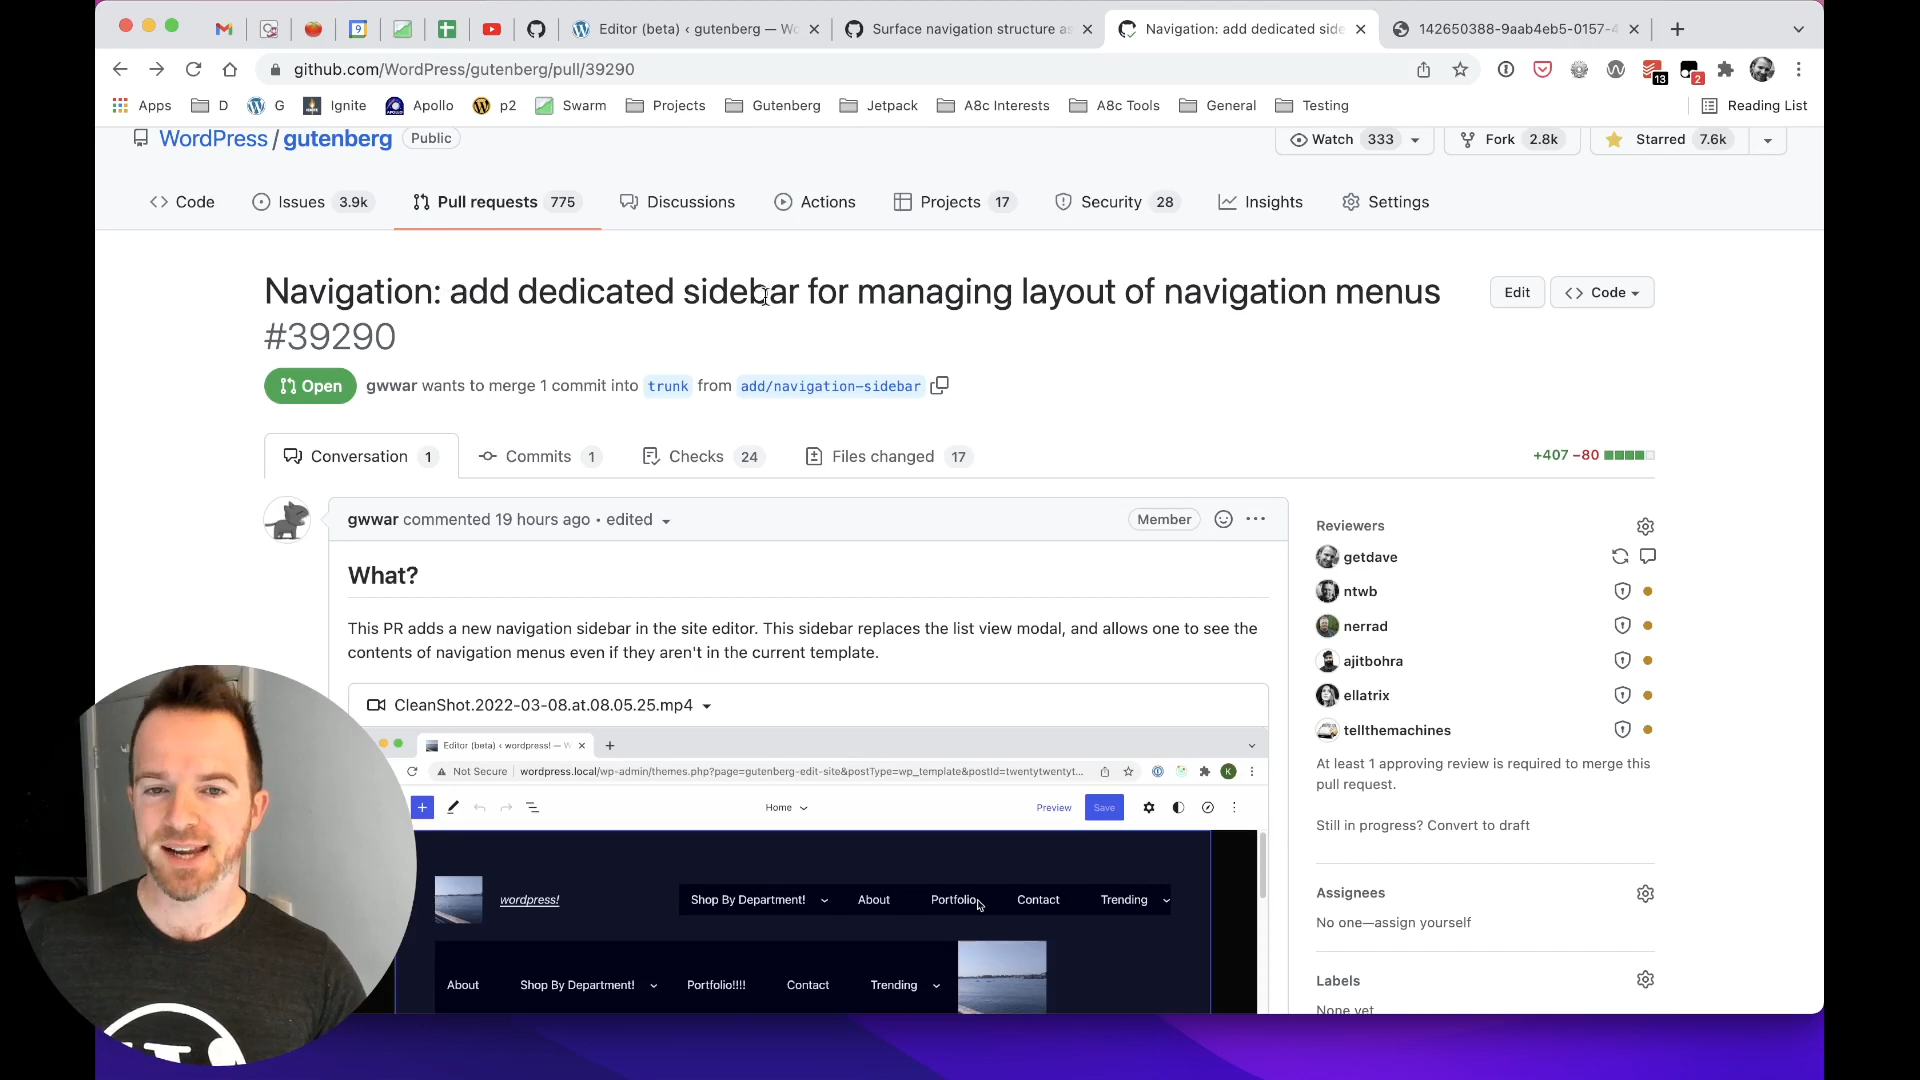 Editor (beta) ‹ gutenberg — Wo
Surface navigation structure as
Navigation: add dedicated side
142650388-9aab4eb5-0157-4
github.com/WordPress/gutenberg/pull/39290
13
2
Apps
D
G
Ignite
Apollo
p2
Swarm
Projects
Gutenberg
Jetpack
A8c Interests
A8c Tools
General
Testing
Reading List
WordPress / gutenberg Public
Watch 333
Fork 2.8k
Starred 7.6k
Code
Issues 3.9k
Pull requests 775
Discussions
Actions
Projects 17
Security 28
Insights
Settings
Navigation: add dedicated sidebar for managing layout of navigation menus
#39290
Edit
Code
Open
gwwar wants to merge 1 commit into trunk from add/navigation-sidebar
Conversation 1
Commits 1
Checks 24
Files changed 17
+407 −80
gwwar commented 19 hours ago • edited
Member
What?
This PR adds a new navigation sidebar in the site editor. This sidebar replaces the list view modal, and allows one to see the
contents of navigation menus even if they aren't in the current template.
CleanShot.2022-03-08.at.08.05.25.mp4
Editor (beta) ‹ wordpress! — W
Not Secure
wordpress.local/wp-admin/themes.php?page=gutenberg-edit-site&postType=wp_template&postId=twentytwentyt...
K
Home
Preview
Save
wordpress!
Shop By Department!
About
Portfolio
Contact
Trending
About
Shop By Department!
Portfolio!!!!
Contact
Trending
Reviewers
getdave
ntwb
nerrad
ajitbohra
ellatrix
tellthemachines
At least 1 approving review is required to merge this
pull request.
Still in progress? Convert to draft
Assignees
No one—assign yourself
Labels
None yet